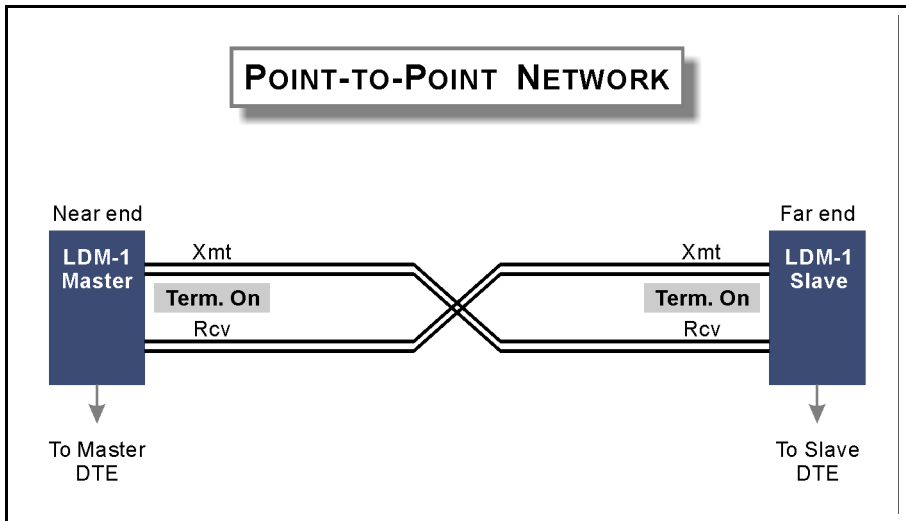 POINT-TO-POINT NETWORK
Near end
Far end
LDM-1
Master
Xmt
Xmt
LDM-1
Slave
Term. On
Term. On
Rcv
Rcv
To Master
DTE
To Slave
DTE